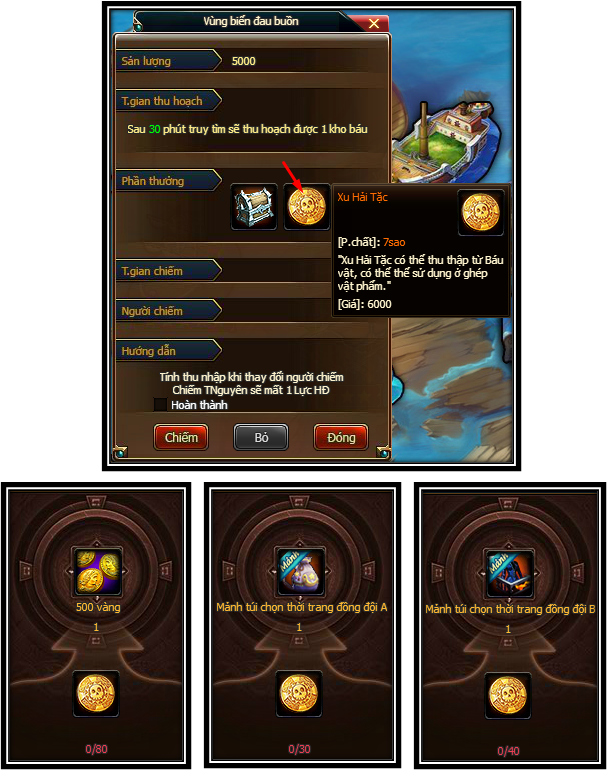 Vùng biển đau buồn
Sản lượng 5000
T.gian thu hoạch
Sau 30 phút truy tìm sẽ thu hoạch được 1 kho báu
Phần thưởng
Xu Hải Tặc
[P.chất]: 7sao
"Xu Hải Tặc có thể thu thập từ Báu
vật, có thể thể sử dụng ở ghép
vật phẩm."
[Giá]: 6000
T.gian chiếm
Người chiếm
Hướng dẫn
Tính thu nhập khi thay đổi người chiếm
Chiếm TNguyên sẽ mất 1 Lực HĐ
Hoàn thành
Chiếm Bỏ Đóng
500 vàng
1
0/80
Mảnh
Mảnh túi chọn thời trang đồng đội A
1
0/30
Mảnh
Mảnh túi chọn thời trang đồng đội B
1
0/40